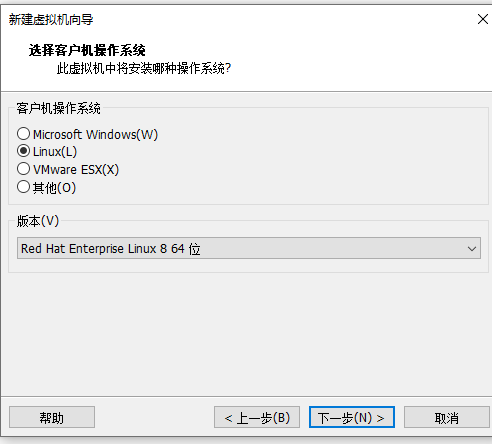 新建虚拟机向导
选择客户机操作系统
此虚拟机中将安装哪种操作系统?
客户机操作系统
Microsoft Windows(W)
Linux(L)
VMware ESX(X)
其他(O)
版本(V)
Red Hat Enterprise Linux 8 64 位
帮助
< 上一步(B)
下一步(N) >
取消